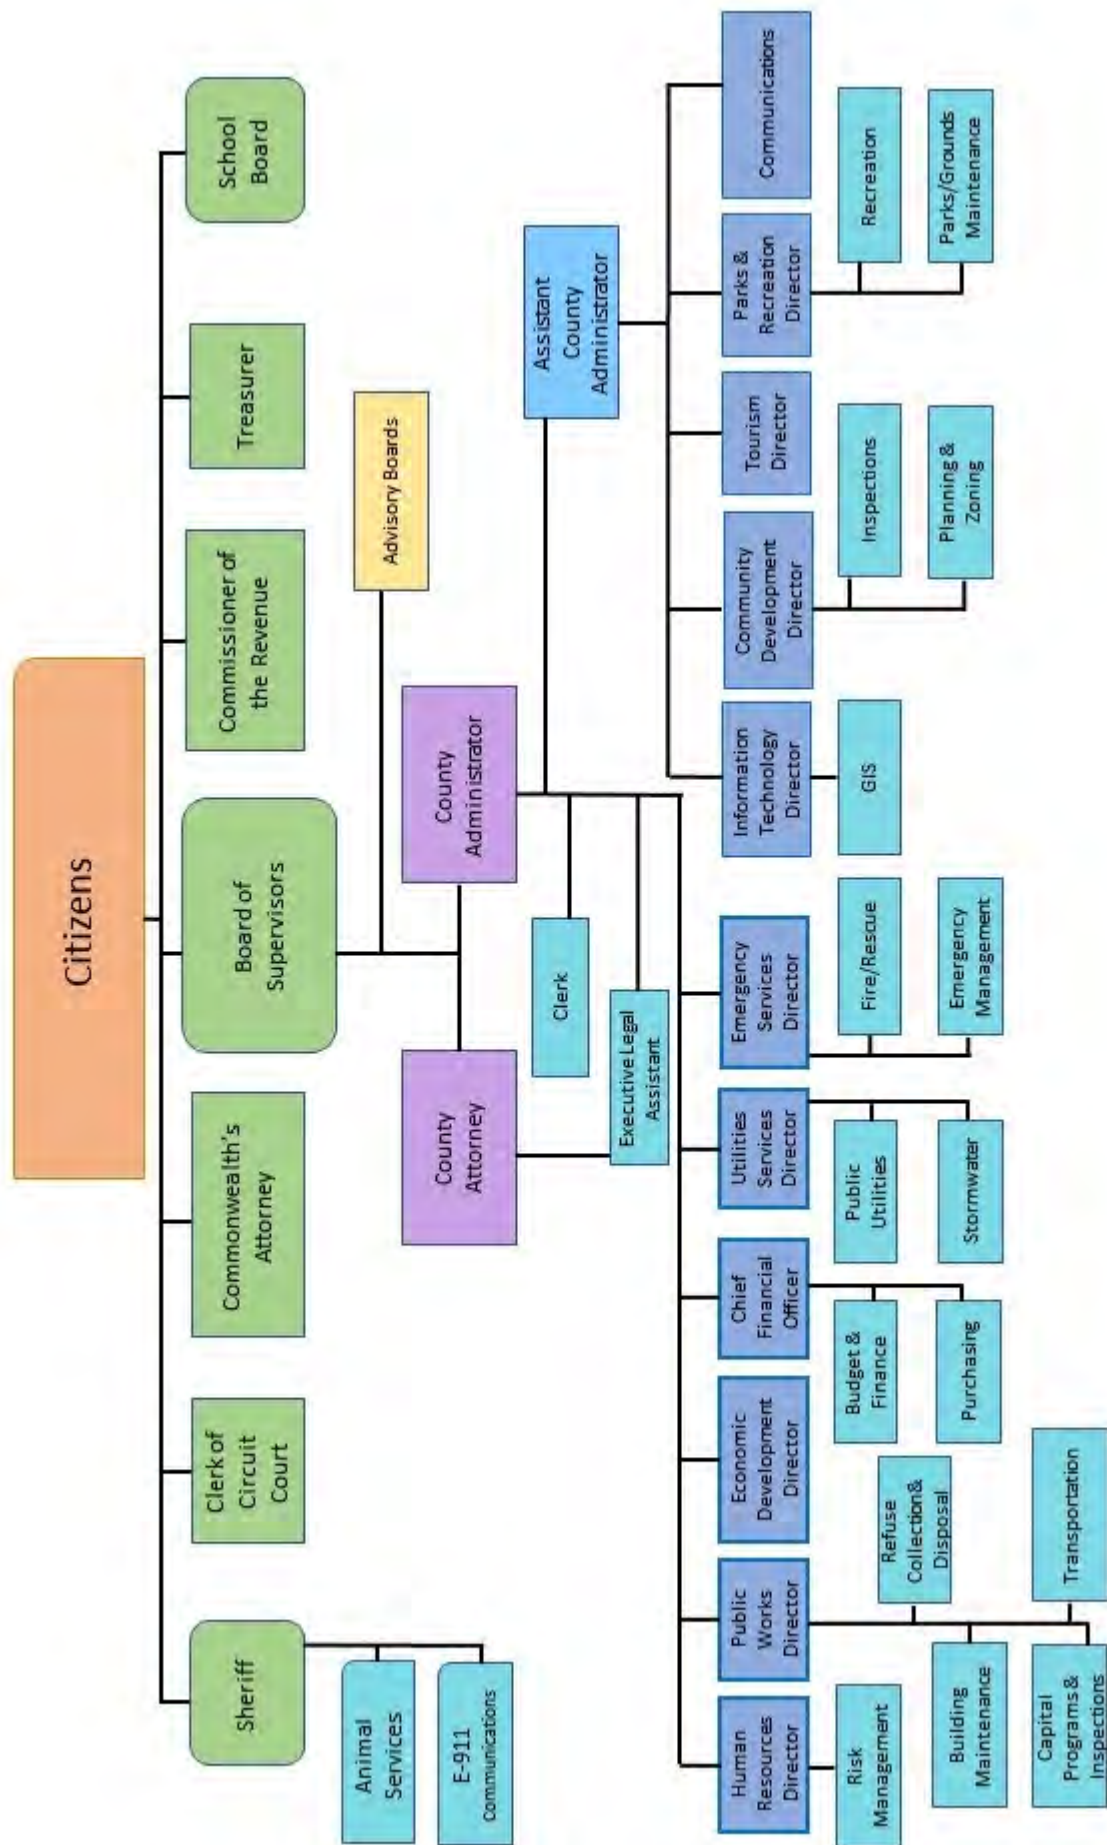 Citizens
Sheriff
Clerk of
Circuit
Court
Commonwealth's
Attorney
Board of
Supervisors
Commissioner of
the Revenue
Treasurer
School
Board
Animal
Services
E-911
Communications
Advisory Boards
County
Attorney
County
Administrator
Clerk
Executive Legal
Assistant
Assistant
County
Administrator
Human
Resources
Director
Public
Works
Director
Economic
Development
Director
Chief
Financial
Officer
Utilities
Services
Director
Emergency
Services
Director
Information
Technology
Director
Community
Development
Director
Tourism
Director
Parks &
Recreation
Director
Communications
Risk
Management
Refuse
Collection&
Disposal
Building
Maintenance
Transportation
Capital
Programs &
Inspections
Budget &
Finance
Purchasing
Public
Utilities
Stormwater
Fire/Rescue
Emergency
Management
GIS
Inspections
Planning &
Zoning
Recreation
Parks/Grounds
Maintenance